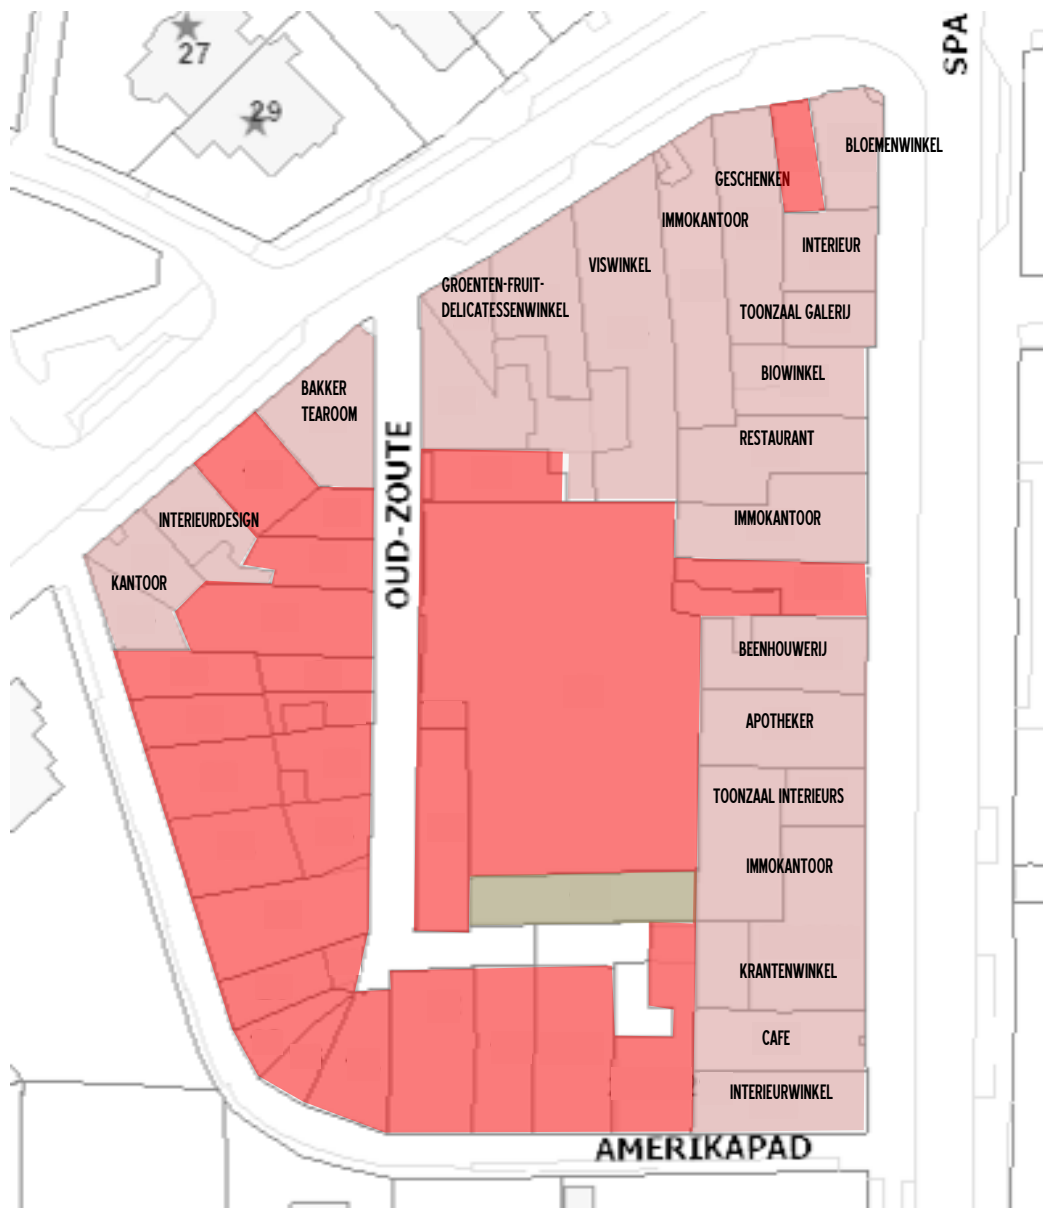 27
29
SPA
BLOEMENWINKEL
GESCHENKEN
IMMOKANTOOR
INTERIEUR
VISWINKEL
GROENTEN-FRUIT-
DELICATESSENWINKEL
TOONZAAL GALERIJ
BIOWINKEL
BAKKER
TEAROOM
RESTAURANT
OUD-ZOUTE
INTERIEURDESIGN
IMMOKANTOOR
KANTOOR
BEENHOUWERIJ
APOTHEKER
TOONZAAL INTERIEURS
IMMOKANTOOR
KRANTENWINKEL
CAFE
INTERIEURWINKEL
AMERIKAPAD